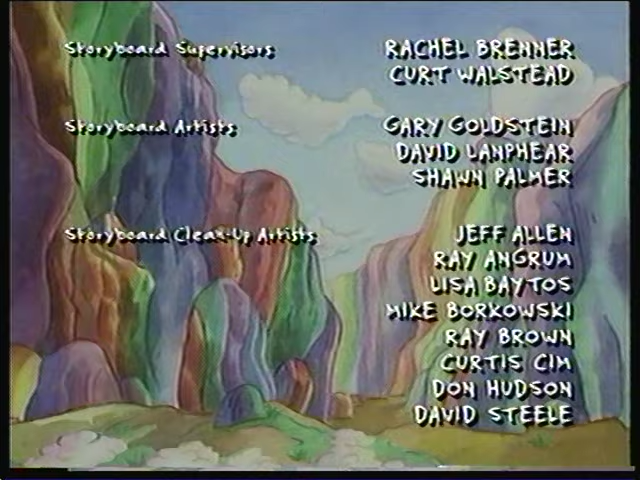 Storyboard Supervisors RACHEL BRENNER
CURT WALSTEAD
Storyboard Artists GARY GOLDSTEIN
DAVID LANPHEAR
SHAWN PALMER
Storyboard Clean-Up Artists JEFF ALLEN
RAY ANGRUM
LISA BAYTOS
MIKE BORKOWSKI
RAY BROWN
CURTIS CIM
DON HUDSON
DAVID STEELE